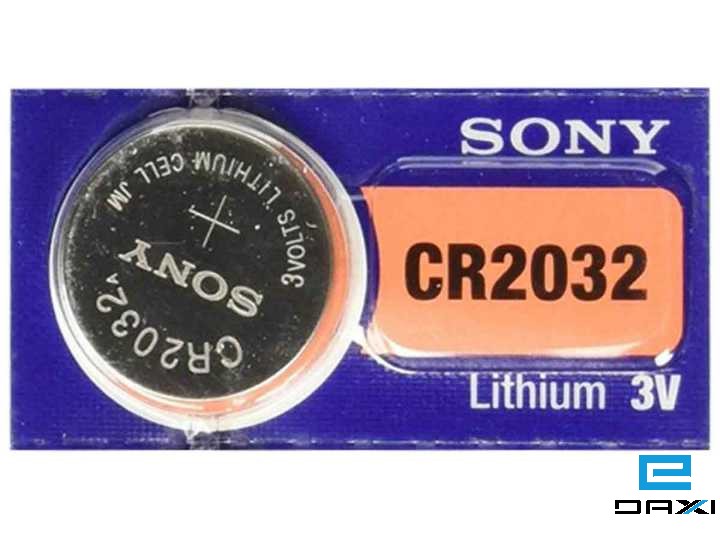 SONY
CR2032
Lithium 3V
3VOLTS LITHIUM CELL JM
+
SONY
CR2032
e
DAXI